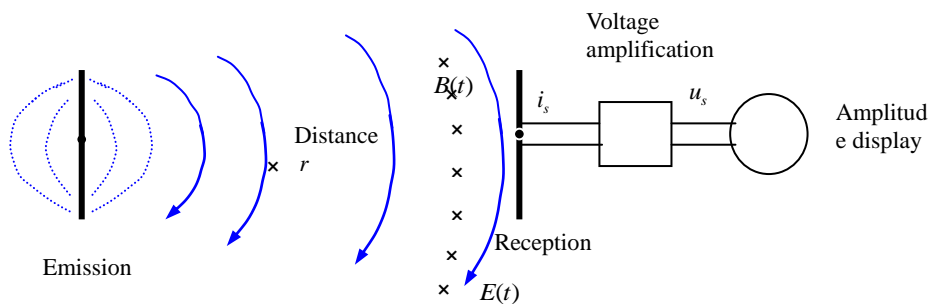 Voltage
amplification
B(t)
i_s
u_s
Distance
r
Amplitud
e display
Reception
Emission
E(t)